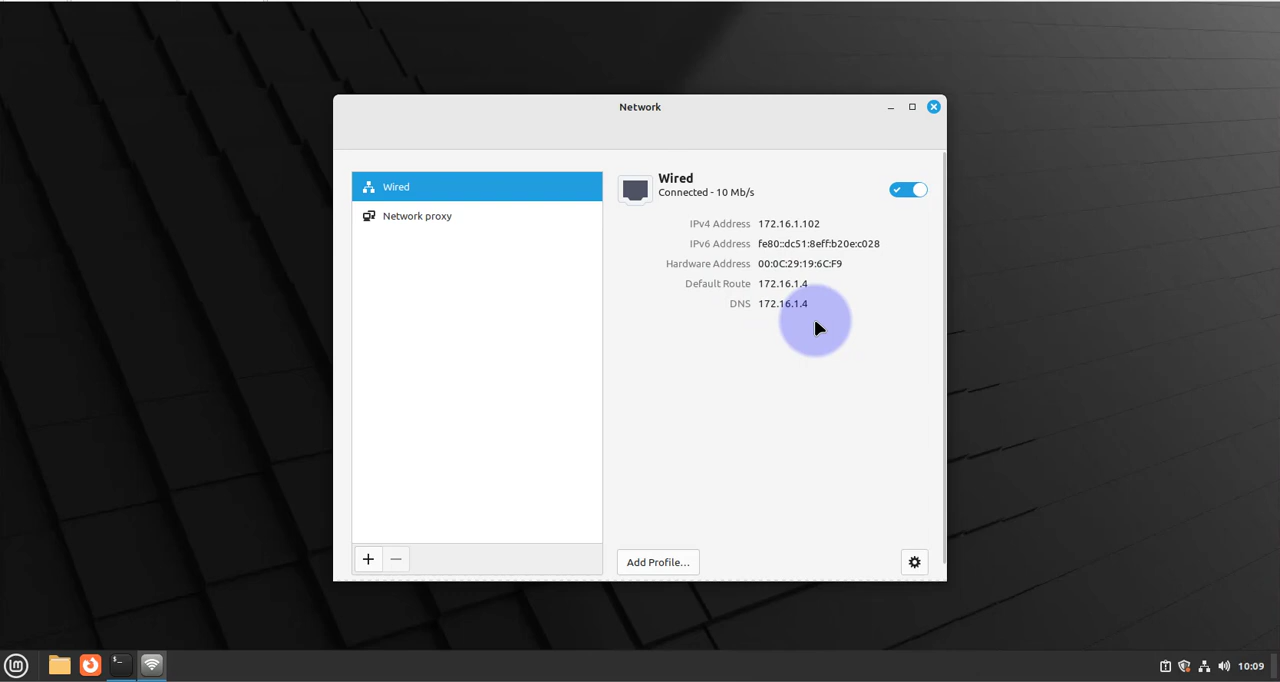 Network
Wired
Network proxy
Wired
Connected - 10 Mb/s
IPv4 Address 172.16.1.102
IPv6 Address fe80::dc51:8eff:b20e:c028
Hardware Address 00:0C:29:19:6C:F9
Default Route 172.16.1.4
DNS 172.16.1.4
Add Profile...
10:09